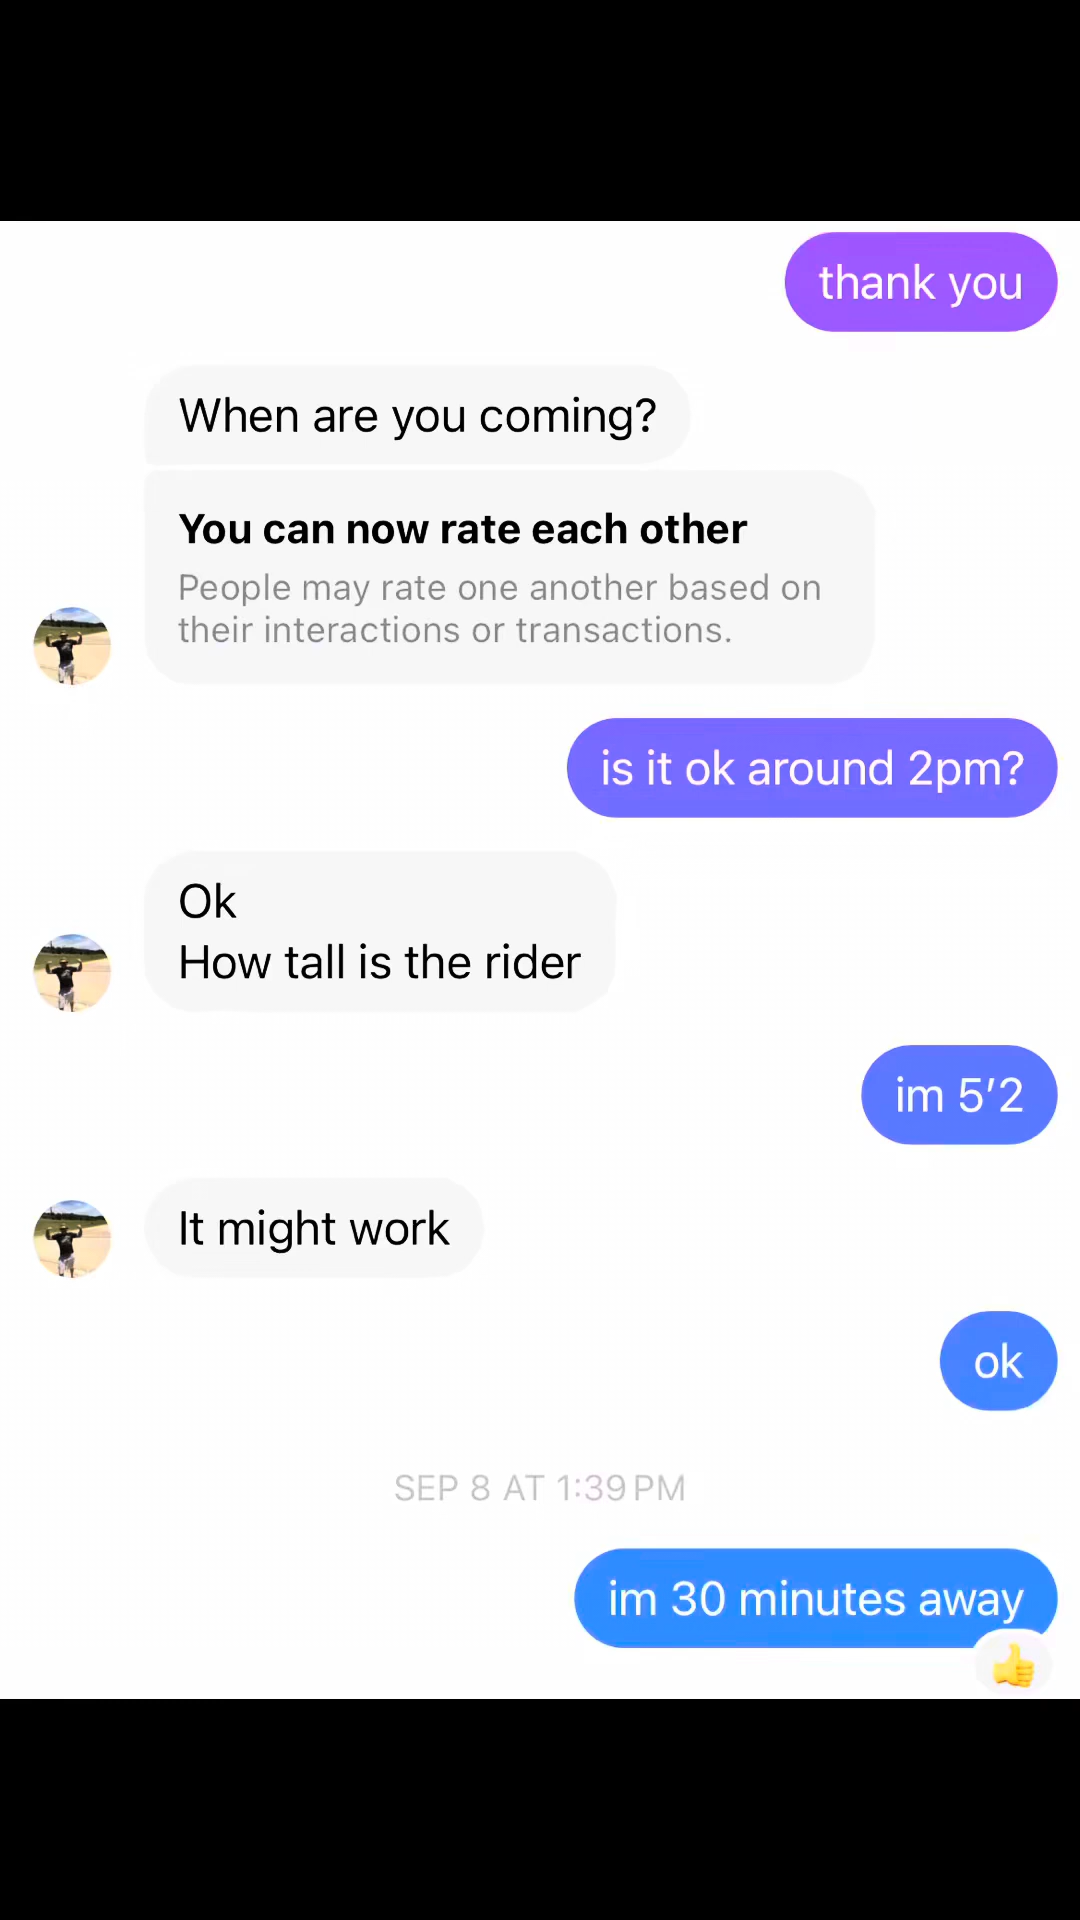 thank you
When are you coming?
You can now rate each other
People may rate one another based on
their interactions or transactions.
is it ok around 2pm?
Ok
How tall is the rider
im 5'2
It might work
ok
SEP 8 AT 1:39 PM
im 30 minutes away